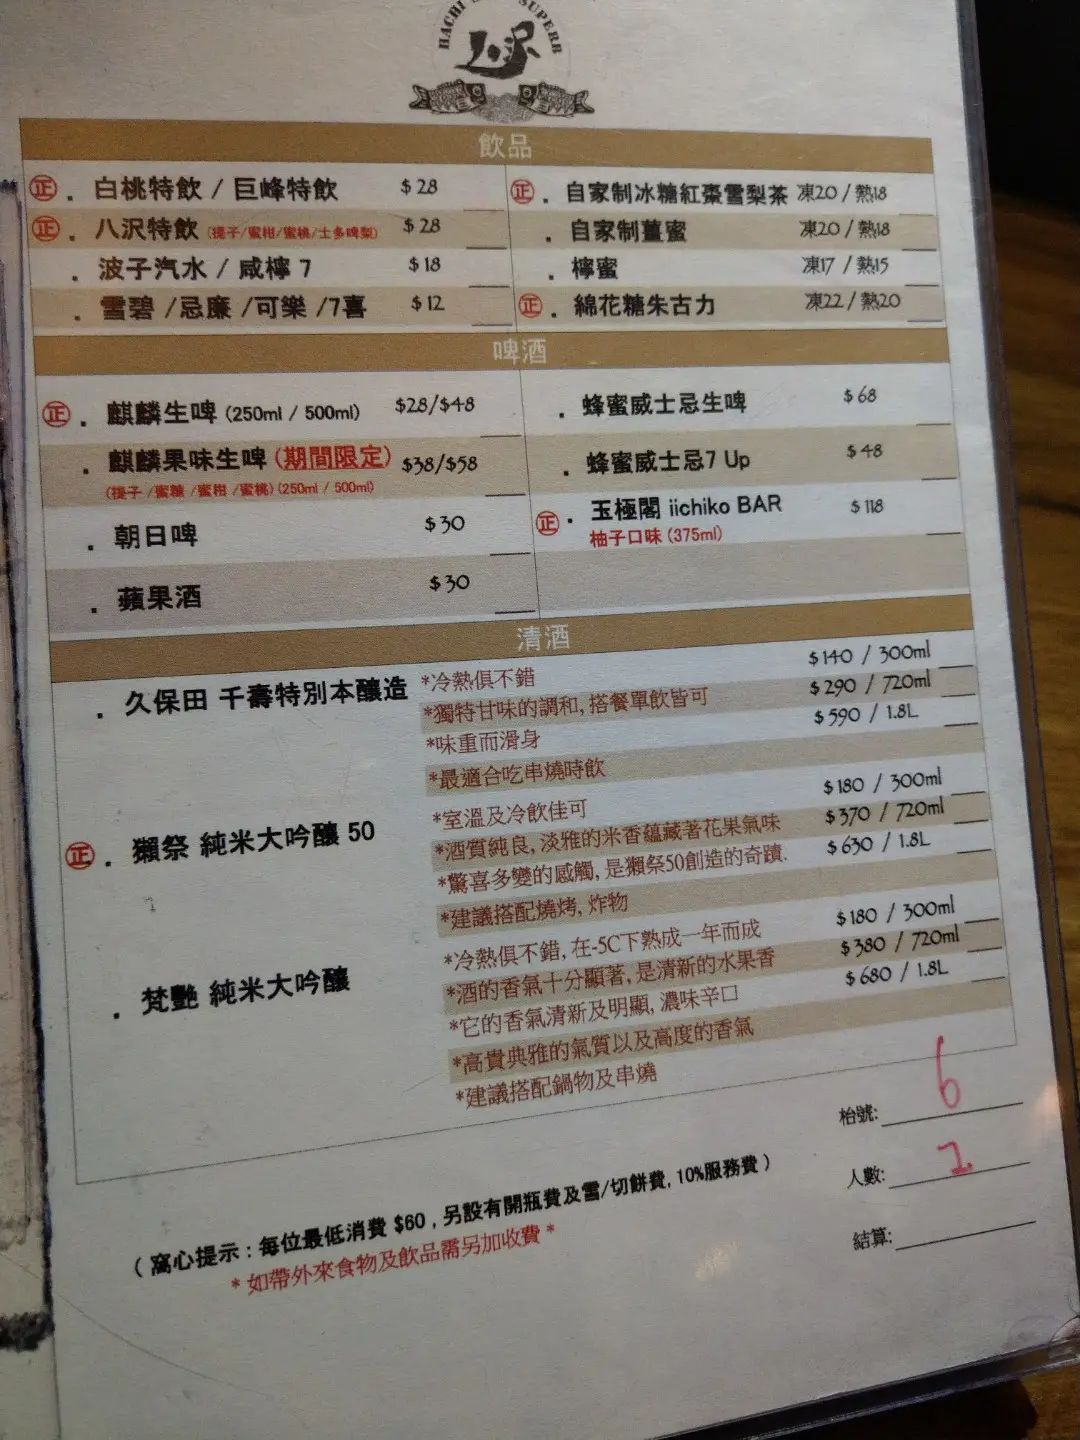 HACHI SUPERB
八沢
飲品
正 . 白桃特飲 / 巨峰特飲 $ 28
正 . 八沢特飲 (提子/蜜柑/蜜桃/士多啤梨) $ 28
. 波子汽水 / 咸檸 7 $ 18
. 雪碧 /忌廉 /可樂 /7喜 $ 12
正 . 自家制冰糖紅棗雪梨茶 凍20 / 熱18
. 自家制薑蜜 凍20 / 熱18
. 檸蜜 凍17 / 熱15
正 . 綿花糖朱古力 凍22 / 熱20
啤酒
正 . 麒麟生啤 (250ml / 500ml) $28/$48
. 麒麟果味生啤 (期間限定) $38/$58
(提子 /蜜糖 /蜜柑 /蜜桃) (250ml / 500ml)
. 朝日啤 $ 30
. 蘋果酒 $ 30
. 蜂蜜威士忌生啤 $ 68
. 蜂蜜威士忌7 Up $ 48
正 . 玉極閣 iichiko BAR $ 118
柚子口味 (375ml)
清酒
. 久保田 千壽特別本釀造
*冷熱俱不錯 $ 140 / 300ml
*獨特甘味的調和, 搭餐單飲皆可 $ 290 / 720ml
*味重而滑身 $ 590 / 1.8L
*最適合吃串燒時飲
正 . 獺祭 純米大吟釀 50
*室溫及冷飲佳可 $ 180 / 300ml
*酒質純良, 淡雅的米香蘊藏著花果氣味 $ 370 / 720ml
*驚喜多變的感觸, 是獺祭50創造的奇蹟. $ 630 / 1.8L
*建議搭配燒烤, 炸物
. 梵艷 純米大吟釀
*冷熱俱不錯, 在-5C下熟成一年而成 $ 180 / 300ml
*酒的香氣十分顯著, 是清新的水果香 $ 380 / 720ml
*它的香氣清新及明顯, 濃味辛口 $ 680 / 1.8L
*高貴典雅的氣質以及高度的香氣
*建議搭配鍋物及串燒
枱號: 6
人數: 2
結算:
( 窩心提示 : 每位最低消費 $60 , 另設有開瓶費及雪/切餅費, 10%服務費 )
* 如帶外來食物及飲品需另加收費 *